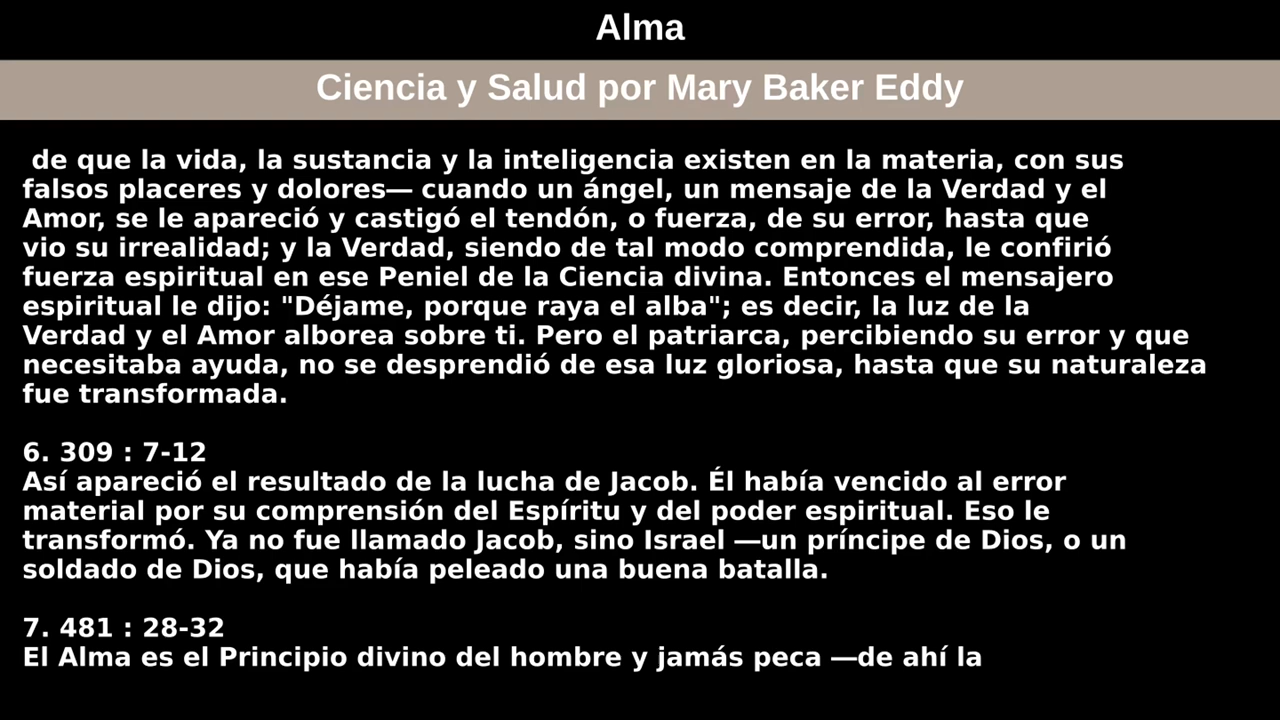 Alma
Ciencia y Salud por Mary Baker Eddy
de que la vida, la sustancia y la inteligencia existen en la materia, con sus
falsos placeres y dolores— cuando un ángel, un mensaje de la Verdad y el
Amor, se le apareció y castigó el tendón, o fuerza, de su error, hasta que
vio su irrealidad; y la Verdad, siendo de tal modo comprendida, le confirió
fuerza espiritual en ese Peniel de la Ciencia divina. Entonces el mensajero
espiritual le dijo: "Déjame, porque raya el alba"; es decir, la luz de la
Verdad y el Amor alborea sobre ti. Pero el patriarca, percibiendo su error y que
necesitaba ayuda, no se desprendió de esa luz gloriosa, hasta que su naturaleza
fue transformada.
6. 309 : 7-12
Así apareció el resultado de la lucha de Jacob. Él había vencido al error
material por su comprensión del Espíritu y del poder espiritual. Eso le
transformó. Ya no fue llamado Jacob, sino Israel —un príncipe de Dios, o un
soldado de Dios, que había peleado una buena batalla.
7. 481 : 28-32
El Alma es el Principio divino del hombre y jamás peca —de ahí la